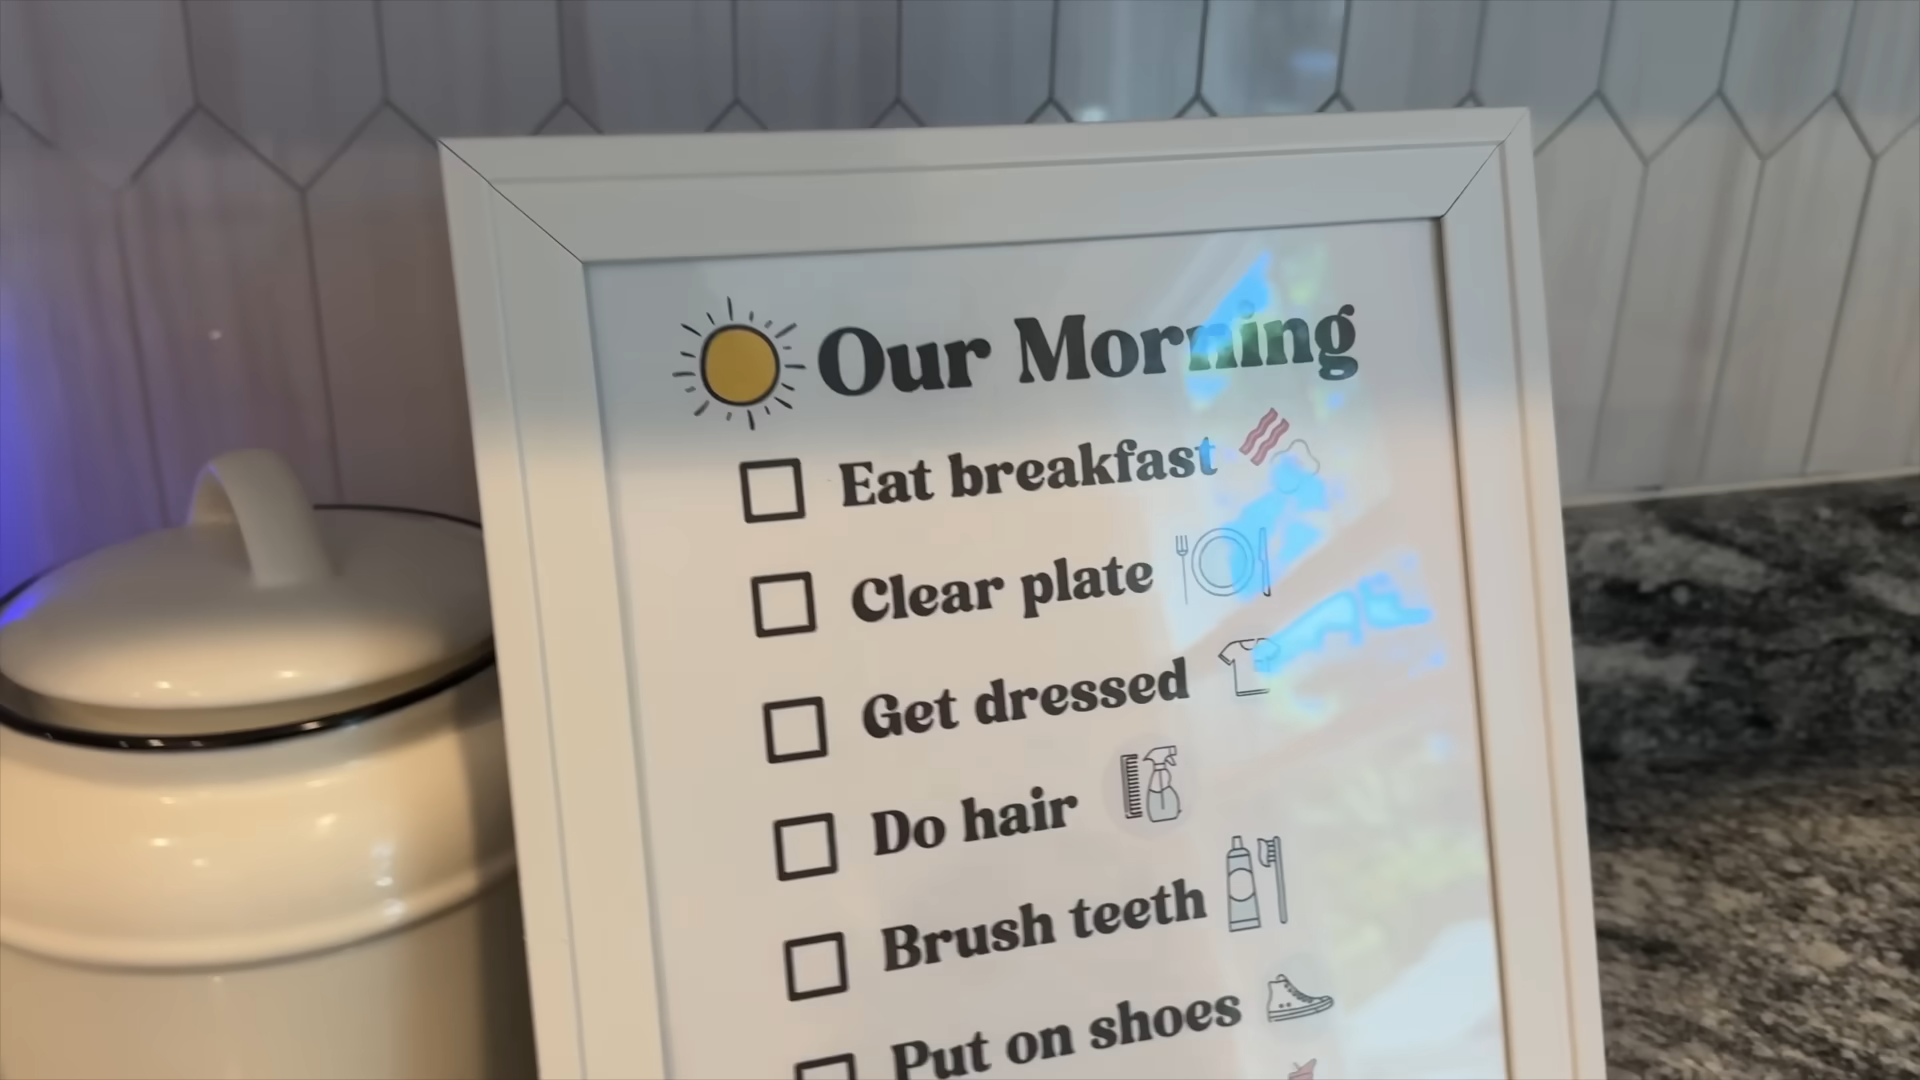 Our Morning
Eat breakfast
Clear plate
Get dressed
Do hair
Brush teeth
Put on shoes